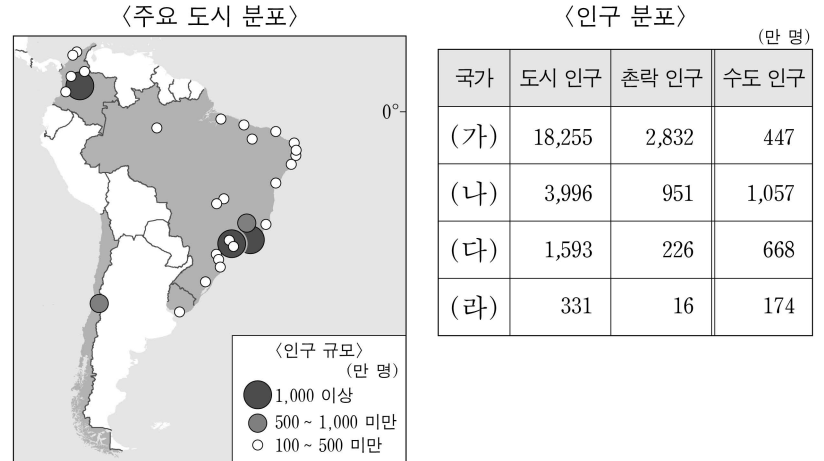 〈주요 도시 분포〉
0°
〈인구 규모〉
(만 명)
1,000 이상
500 ~ 1,000 미만
100 ~ 500 미만
〈인구 분포〉
(만 명)
국가 도시 인구 촌락 인구 수도 인구
(가) 18,255 2,832 447
(나) 3,996 951 1,057
(다) 1,593 226 668
(라) 331 16 174